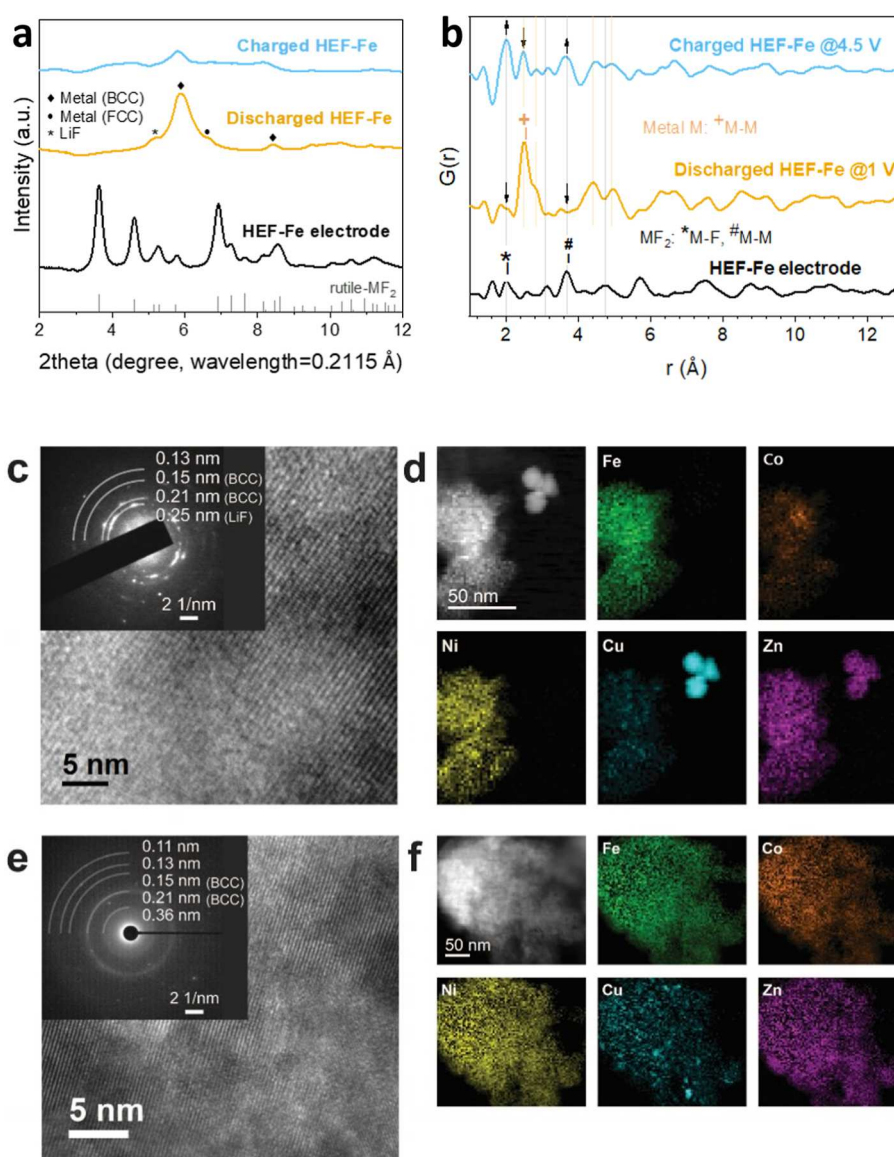 a
Intensity (a.u.)
Charged HEF-Fe
♦ Metal (BCC)
• Metal (FCC)
* LiF
Discharged HEF-Fe
♦
*
•
♦
HEF-Fe electrode
rutile-MF₂
2 4 6 8 10 12
2theta (degree, wavelength=0.2115 Å)
b
G(r)
Charged HEF-Fe @4.5 V
Metal M: ⁺M-M
+
Discharged HEF-Fe @1 V
MF₂: *M-F, #M-M
*
#
HEF-Fe electrode
2 4 6 8 10 12
r (Å)
c
0.13 nm
0.15 nm (BCC)
0.21 nm (BCC)
0.25 nm (LiF)
2 1/nm
5 nm
d
50 nm
Fe
Co
Ni
Cu
Zn
e
0.11 nm
0.13 nm
0.15 nm (BCC)
0.21 nm (BCC)
0.36 nm
2 1/nm
5 nm
f
50 nm
Fe
Co
Ni
Cu
Zn